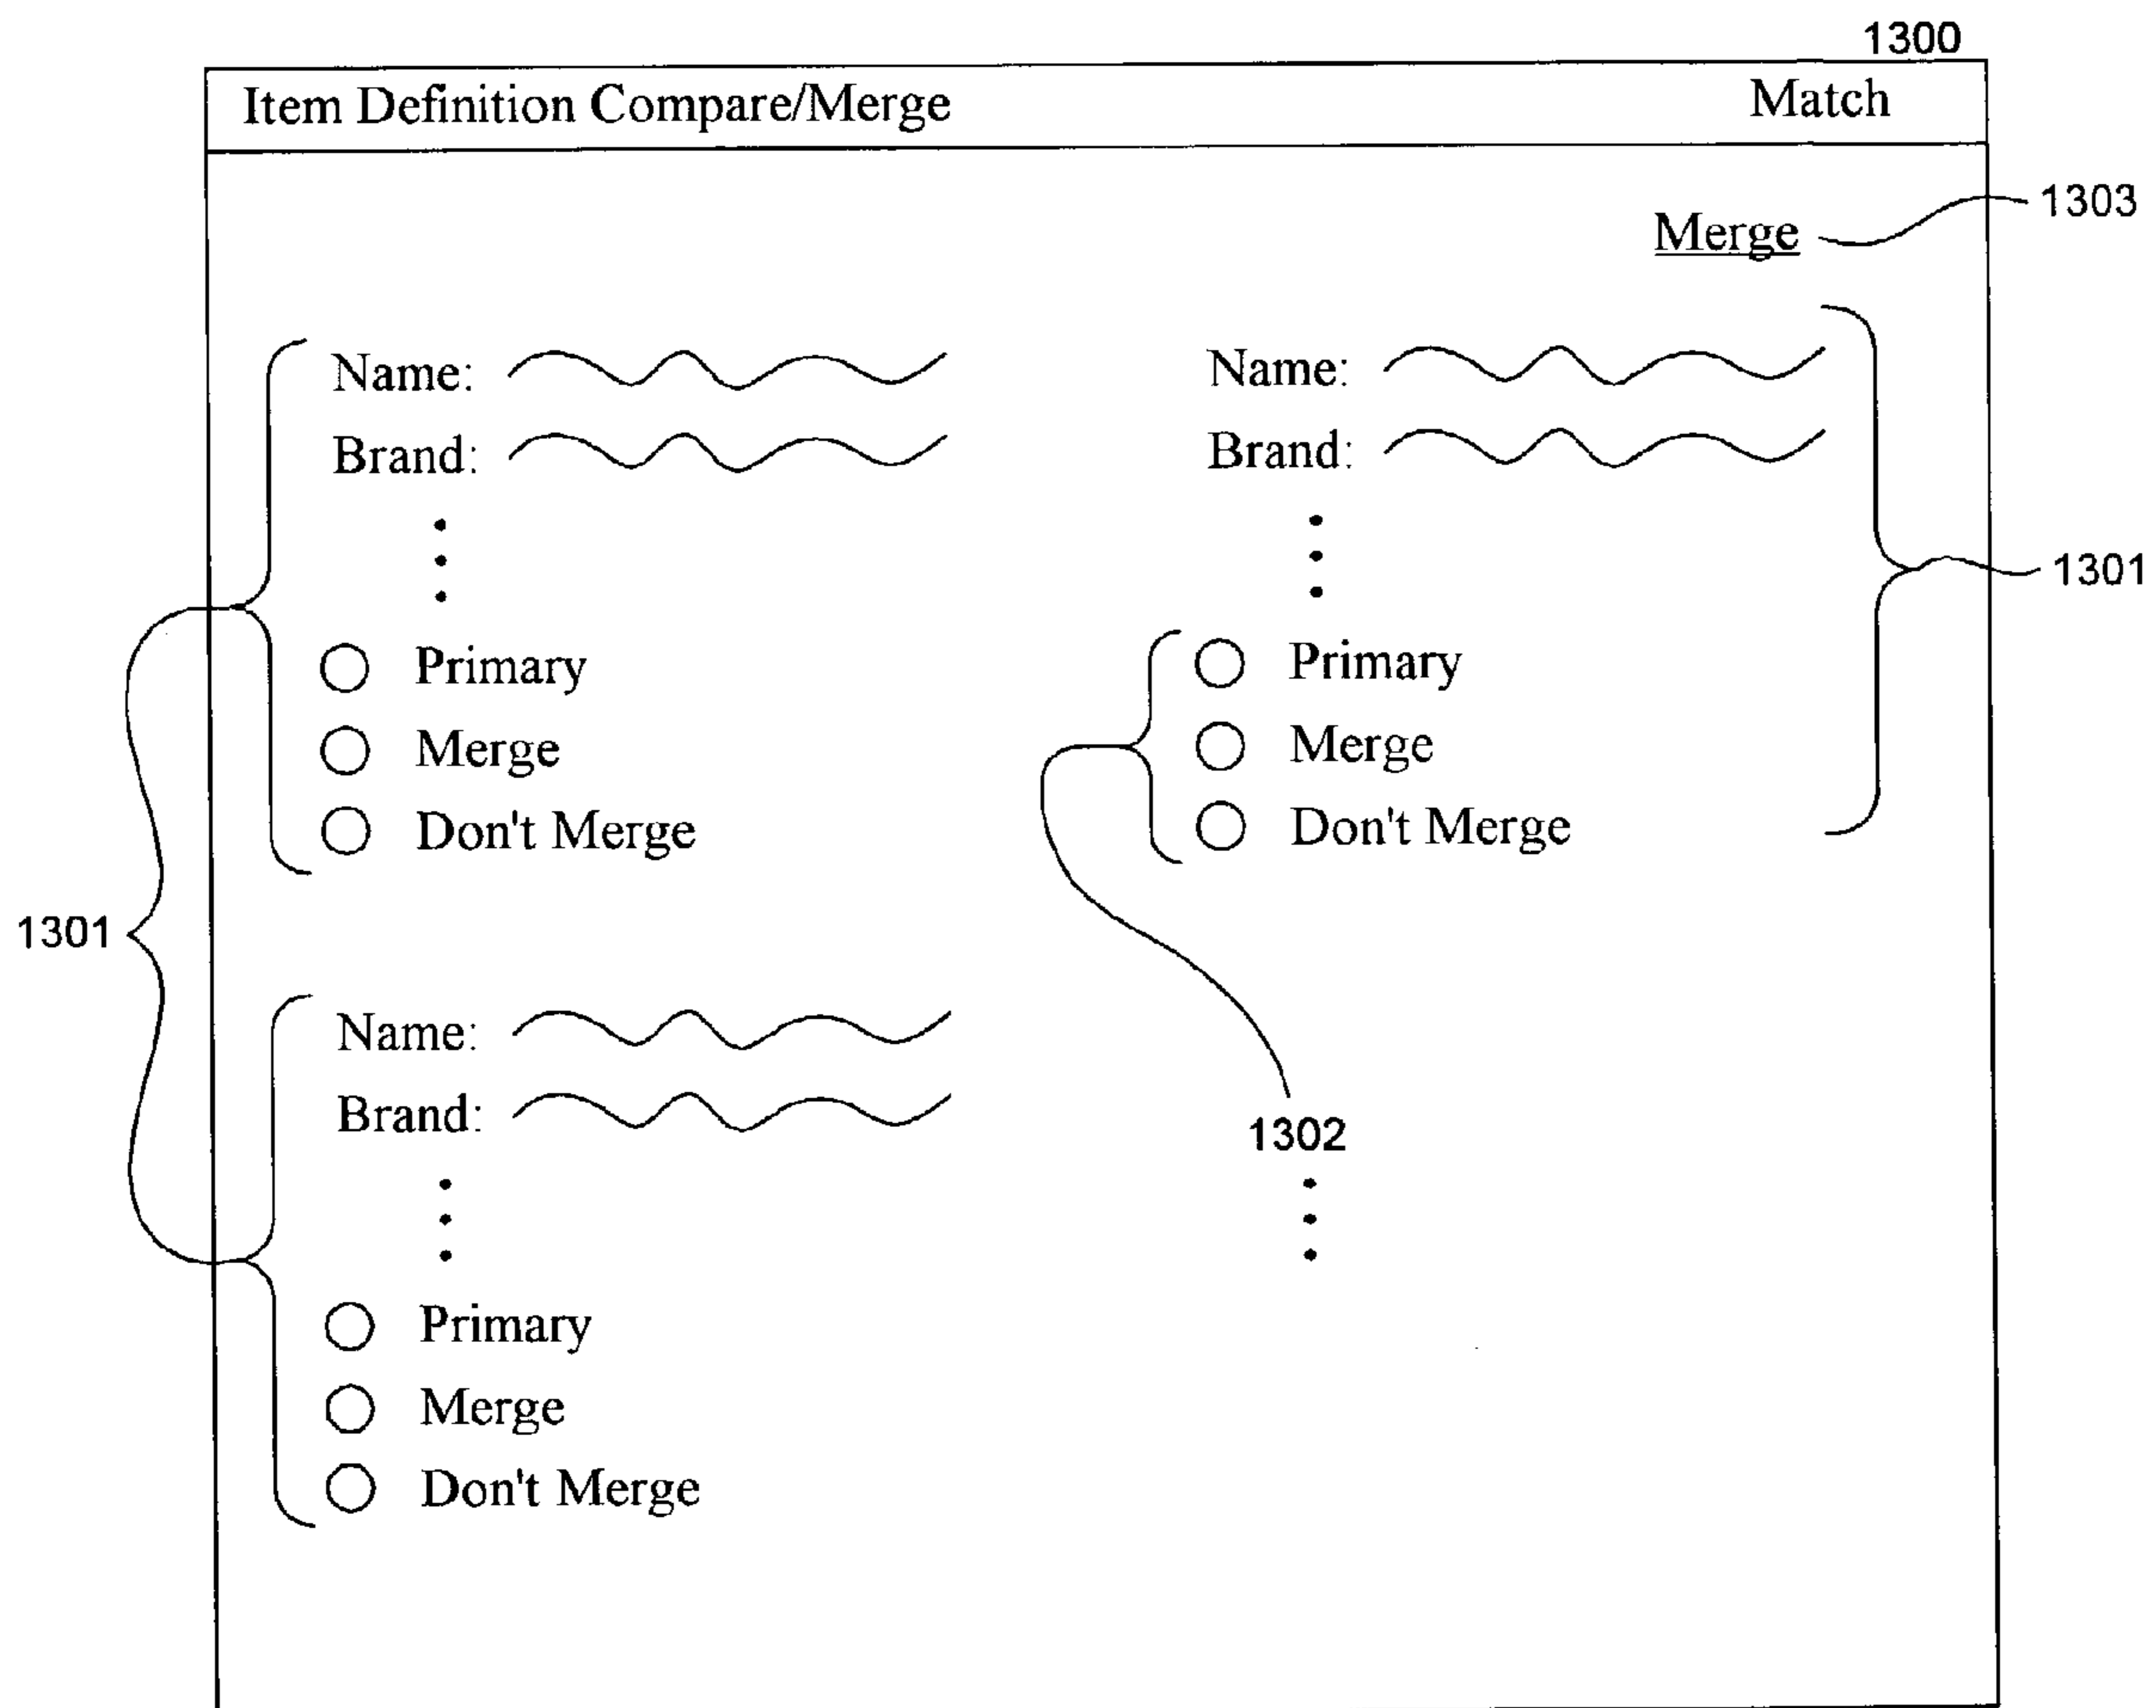 1300
Item Definition Compare/Merge Match
Merge 1303
Name: Name:
Brand: Brand:
1301
Primary Primary
Merge Merge
Don't Merge Don't Merge
1301
Name:
Brand:
1302
Primary
Merge
Don't Merge